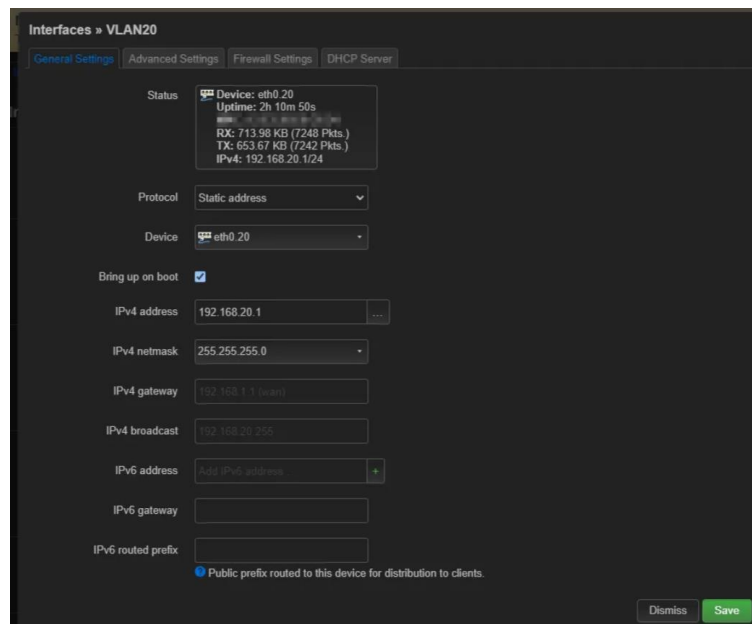 Interfaces » VLAN20
General Settings Advanced Settings Firewall Settings DHCP Server
Status
Device: eth0.20
Uptime: 2h 10m 50s
RX: 713.98 KB (7248 Pkts.)
TX: 653.67 KB (7242 Pkts.)
IPv4: 192.168.20.1/24
Protocol Static address
Device eth0.20
Bring up on boot
IPv4 address 192.168.20.1 ...
IPv4 netmask 255.255.255.0
IPv4 gateway 192.168.1.1 (wan)
IPv4 broadcast 192.168.20.255
IPv6 address Add IPv6 address... +
IPv6 gateway
IPv6 routed prefix
Public prefix routed to this device for distribution to clients.
Dismiss Save